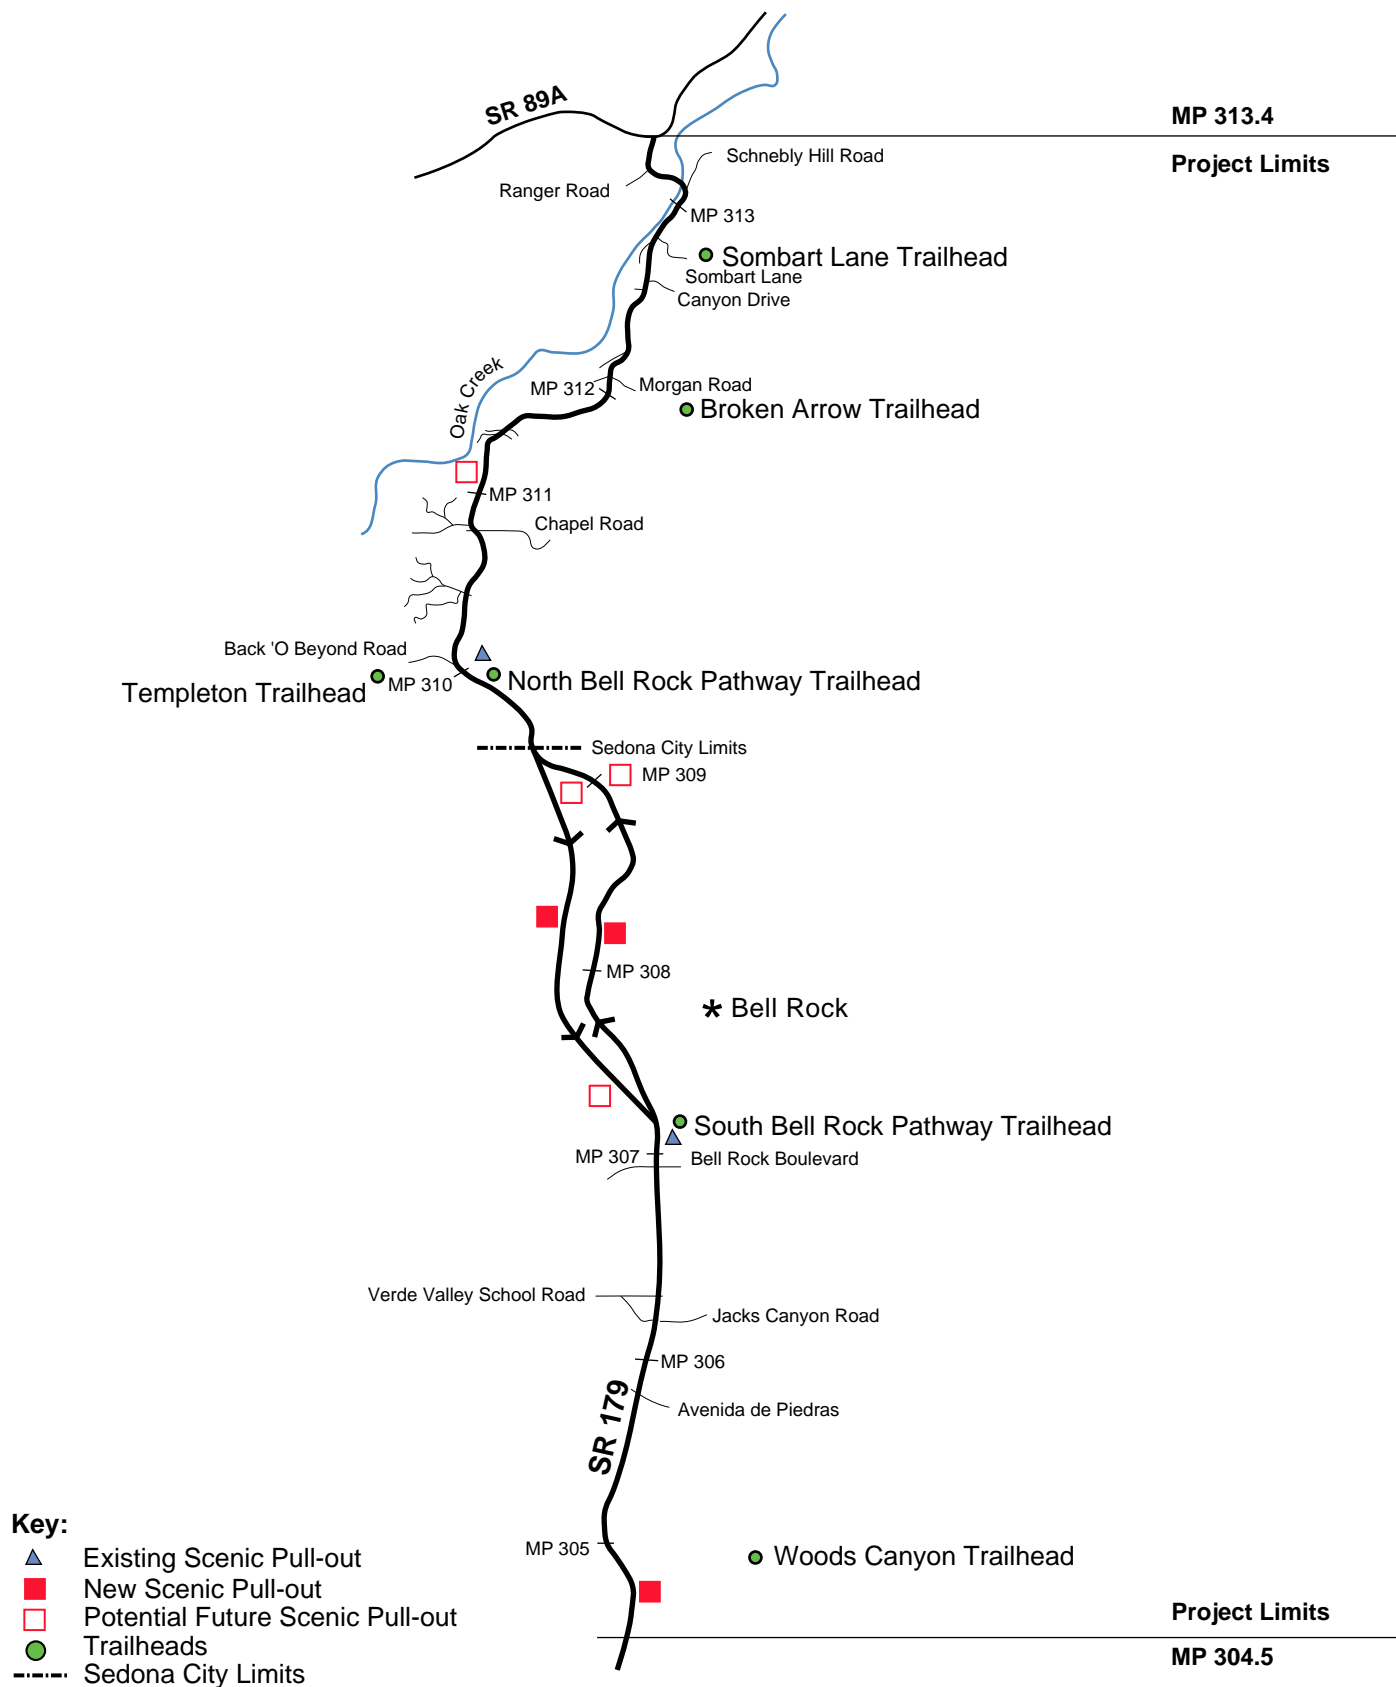 SR 89A
MP 313.4
Schnebly Hill Road
Project Limits
Ranger Road
MP 313
Sombart Lane Trailhead
Sombart Lane
Canyon Drive
Oak Creek
MP 312
Morgan Road
Broken Arrow Trailhead
MP 311
Chapel Road
Back 'O Beyond Road
Templeton Trailhead
MP 310
North Bell Rock Pathway Trailhead
Sedona City Limits
MP 309
MP 308
* Bell Rock
South Bell Rock Pathway Trailhead
MP 307
Bell Rock Boulevard
Verde Valley School Road
Jacks Canyon Road
MP 306
SR 179
Avenida de Piedras
MP 305
Woods Canyon Trailhead
Project Limits
MP 304.5
Key:
Existing Scenic Pull-out
New Scenic Pull-out
Potential Future Scenic Pull-out
Trailheads
Sedona City Limits